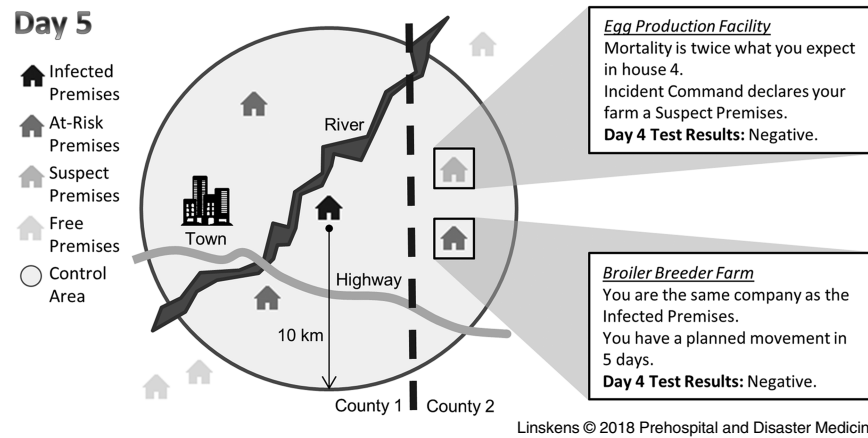 Day 5
Infected
Premises
At-Risk
Premises
Suspect
Premises
Free
Premises
Control
Area
River
Town
Highway
10 km
County 1
County 2
Egg Production Facility
Mortality is twice what you expect
in house 4.
Incident Command declares your
farm a Suspect Premises.
Day 4 Test Results: Negative.
Broiler Breeder Farm
You are the same company as the
Infected Premises.
You have a planned movement in
5 days.
Day 4 Test Results: Negative.
Linskens © 2018 Prehospital and Disaster Medicin